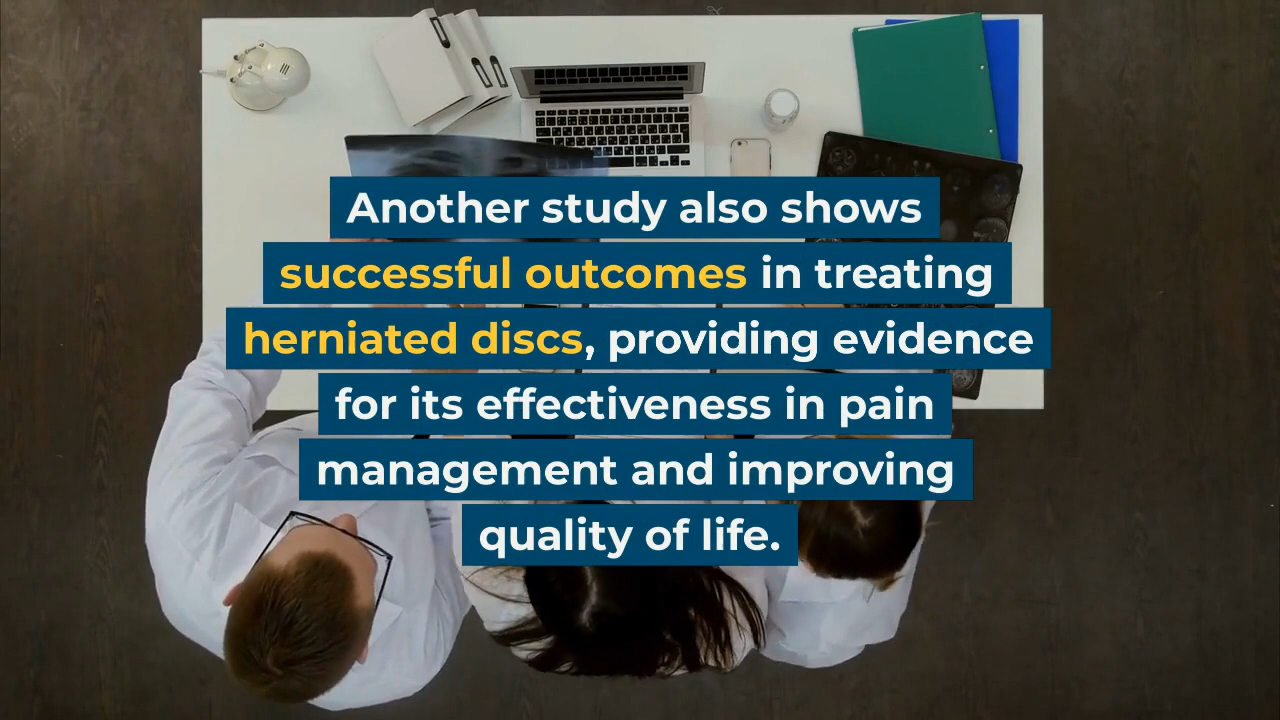 Another study also shows
successful outcomes in treating
herniated discs, providing evidence
for its effectiveness in pain
management and improving
quality of life.